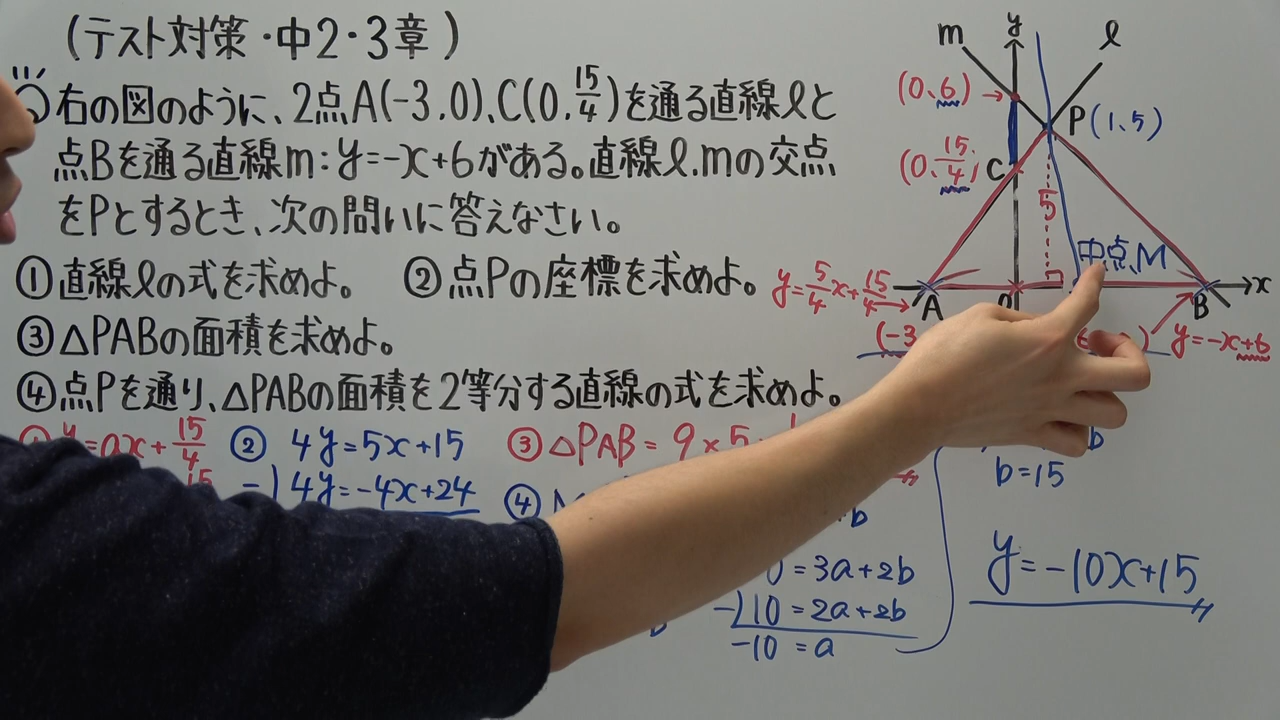 (テスト対策・中2・3章)
右の図のように、2点A(-3.0)、C(0.15/4)を通る直線ℓと
点Bを通る直線m:y=-x+6がある。直線ℓ.mの交点
をPとするとき、次の問いに答えなさい。
①直線ℓの式を求めよ。 ②点Pの座標を求めよ。
③△PABの面積を求めよ。
④点Pを通り、△PABの面積を2等分する直線の式を求めよ。
y=ax+15/4
15
② 4y=5x+15
-) 4y=-4x+24
③△PAB=9×5
④
=3a+2b
-) 10=2a+2b
-10=a
b=15
y=-10x+15
m
y
ℓ
(0.6)→
P(1.5)
(0.15/4)
C
5
中点M
y=5/4x+15/4
A
B
x
(-3
y=-x+6